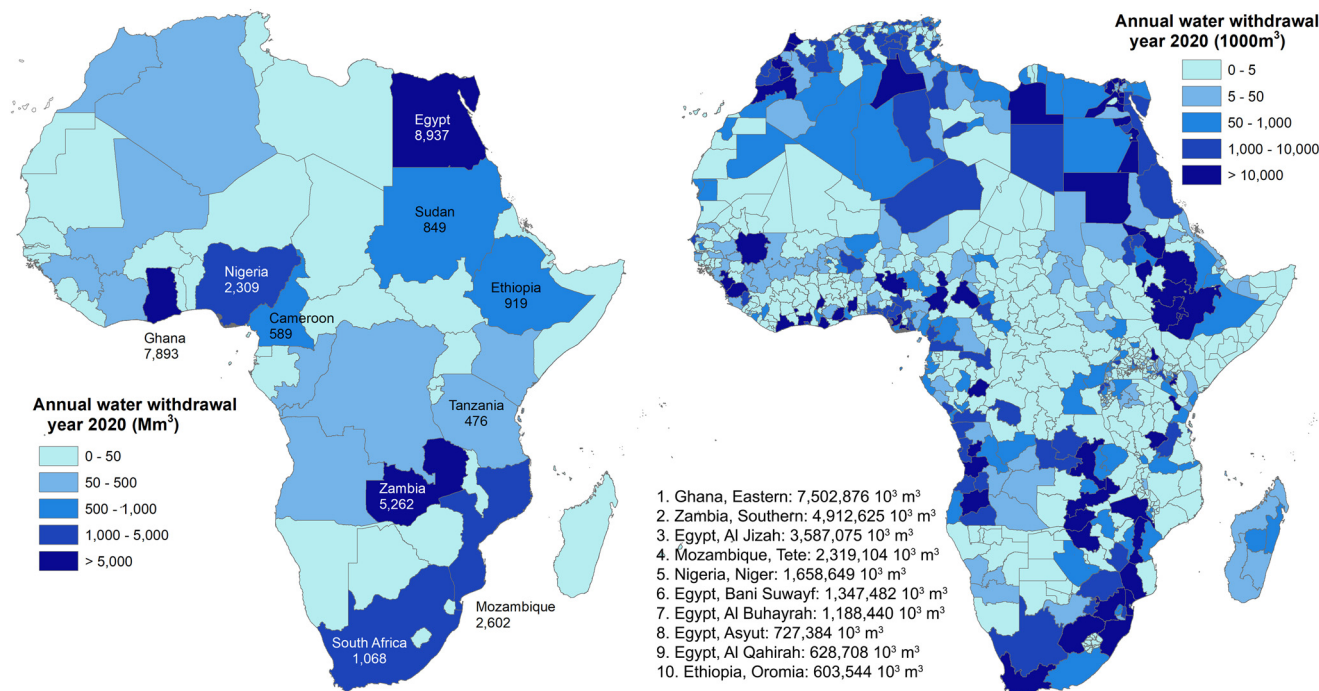 Egypt
8,937
Sudan
849
Nigeria
2,309
Ethiopia
919
Cameroon
589
Ghana
7,893
Tanzania
476
Zambia
5,262
Mozambique
2,602
South Africa
1,068
Annual water withdrawal
year 2020 (Mm³)
0 - 50
50 - 500
500 - 1,000
1,000 - 5,000
> 5,000
Annual water withdrawal
year 2020 (1000m³)
0 - 5
5 - 50
50 - 1,000
1,000 - 10,000
> 10,000
1. Ghana, Eastern: 7,502,876 10³ m³
2. Zambia, Southern: 4,912,625 10³ m³
3. Egypt, Al Jizah: 3,587,075 10³ m³
4. Mozambique, Tete: 2,319,104 10³ m³
5. Nigeria, Niger: 1,658,649 10³ m³
6. Egypt, Bani Suwayf: 1,347,482 10³ m³
7. Egypt, Al Buhayrah: 1,188,440 10³ m³
8. Egypt, Asyut: 727,384 10³ m³
9. Egypt, Al Qahirah: 628,708 10³ m³
10. Ethiopia, Oromia: 603,544 10³ m³